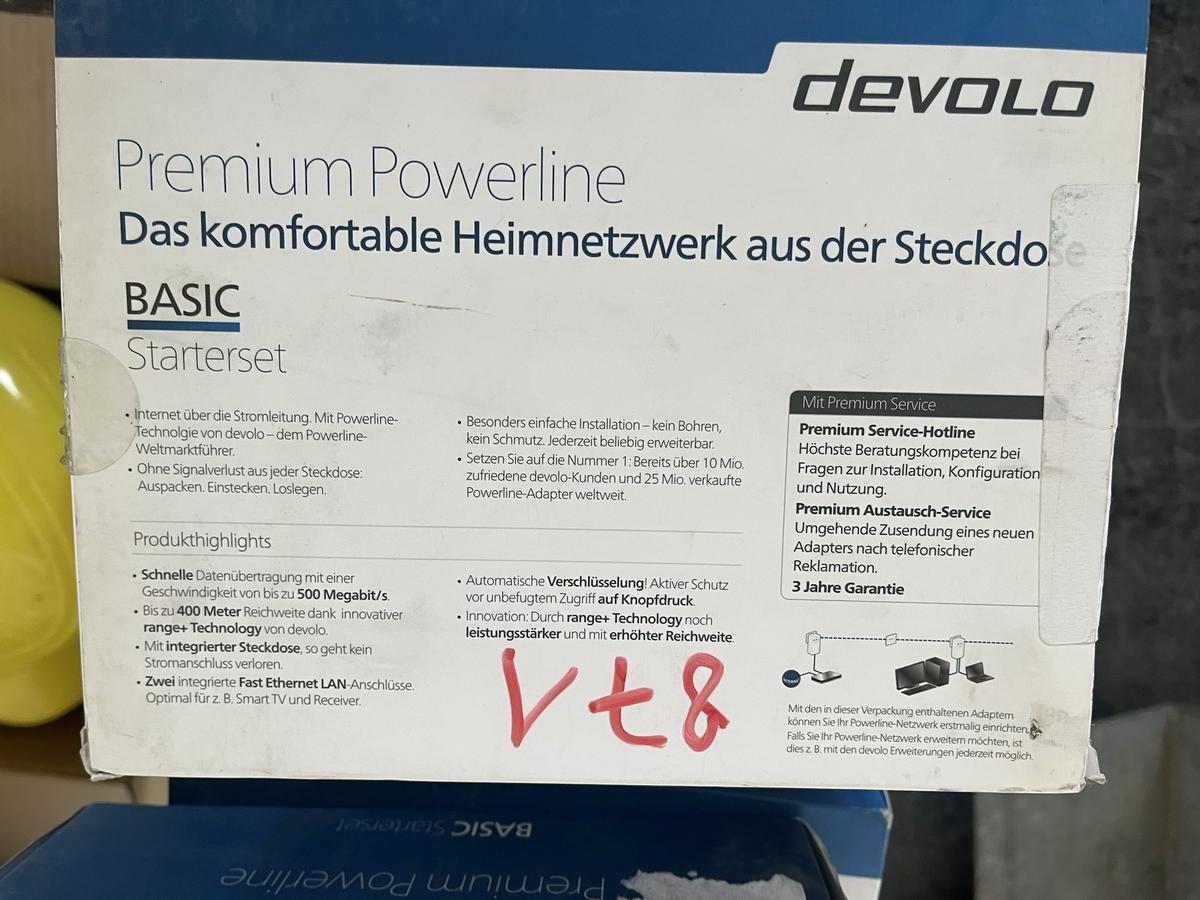 devolo
Premium Powerline
Das komfortable Heimnetzwerk aus der Steckdose
BASIC
Starterset
• Internet über die Stromleitung. Mit Powerline-
Technolgie von devolo – dem Powerline-
Weltmarktführer.
• Ohne Signalverlust aus jeder Steckdose:
Auspacken. Einstecken. Loslegen.
• Besonders einfache Installation – kein Bohren,
kein Schmutz. Jederzeit beliebig erweiterbar.
• Setzen Sie auf die Nummer 1: Bereits über 10 Mio.
zufriedene devolo-Kunden und 25 Mio. verkaufte
Powerline-Adapter weltweit.
Mit Premium Service
Premium Service-Hotline
Höchste Beratungskompetenz bei
Fragen zur Installation, Konfiguration
und Nutzung.
Premium Austausch-Service
Umgehende Zusendung eines neuen
Adapters nach telefonischer
Reklamation.
3 Jahre Garantie
Produkthighlights
• Schnelle Datenübertragung mit einer
Geschwindigkeit von bis zu 500 Megabit/s.
• Bis zu 400 Meter Reichweite dank innovativer
range+ Technology von devolo.
• Mit integrierter Steckdose, so geht kein
Stromanschluss verloren.
• Zwei integrierte Fast Ethernet LAN-Anschlüsse.
Optimal für z. B. Smart TV und Receiver.
• Automatische Verschlüsselung! Aktiver Schutz
vor unbefugtem Zugriff auf Knopfdruck.
• Innovation: Durch range+ Technology noch
leistungsstärker und mit erhöhter Reichweite.
871
INTERNET
Mit den in dieser Verpackung enthaltenen Adaptern
können Sie Ihr Powerline-Netzwerk erstmalig einrichten.
Falls Sie Ihr Powerline-Netzwerk erweitern möchten, ist
dies z. B. mit den devolo Erweiterungen jederzeit möglich.
BASIC Starterset
Premium Powerline